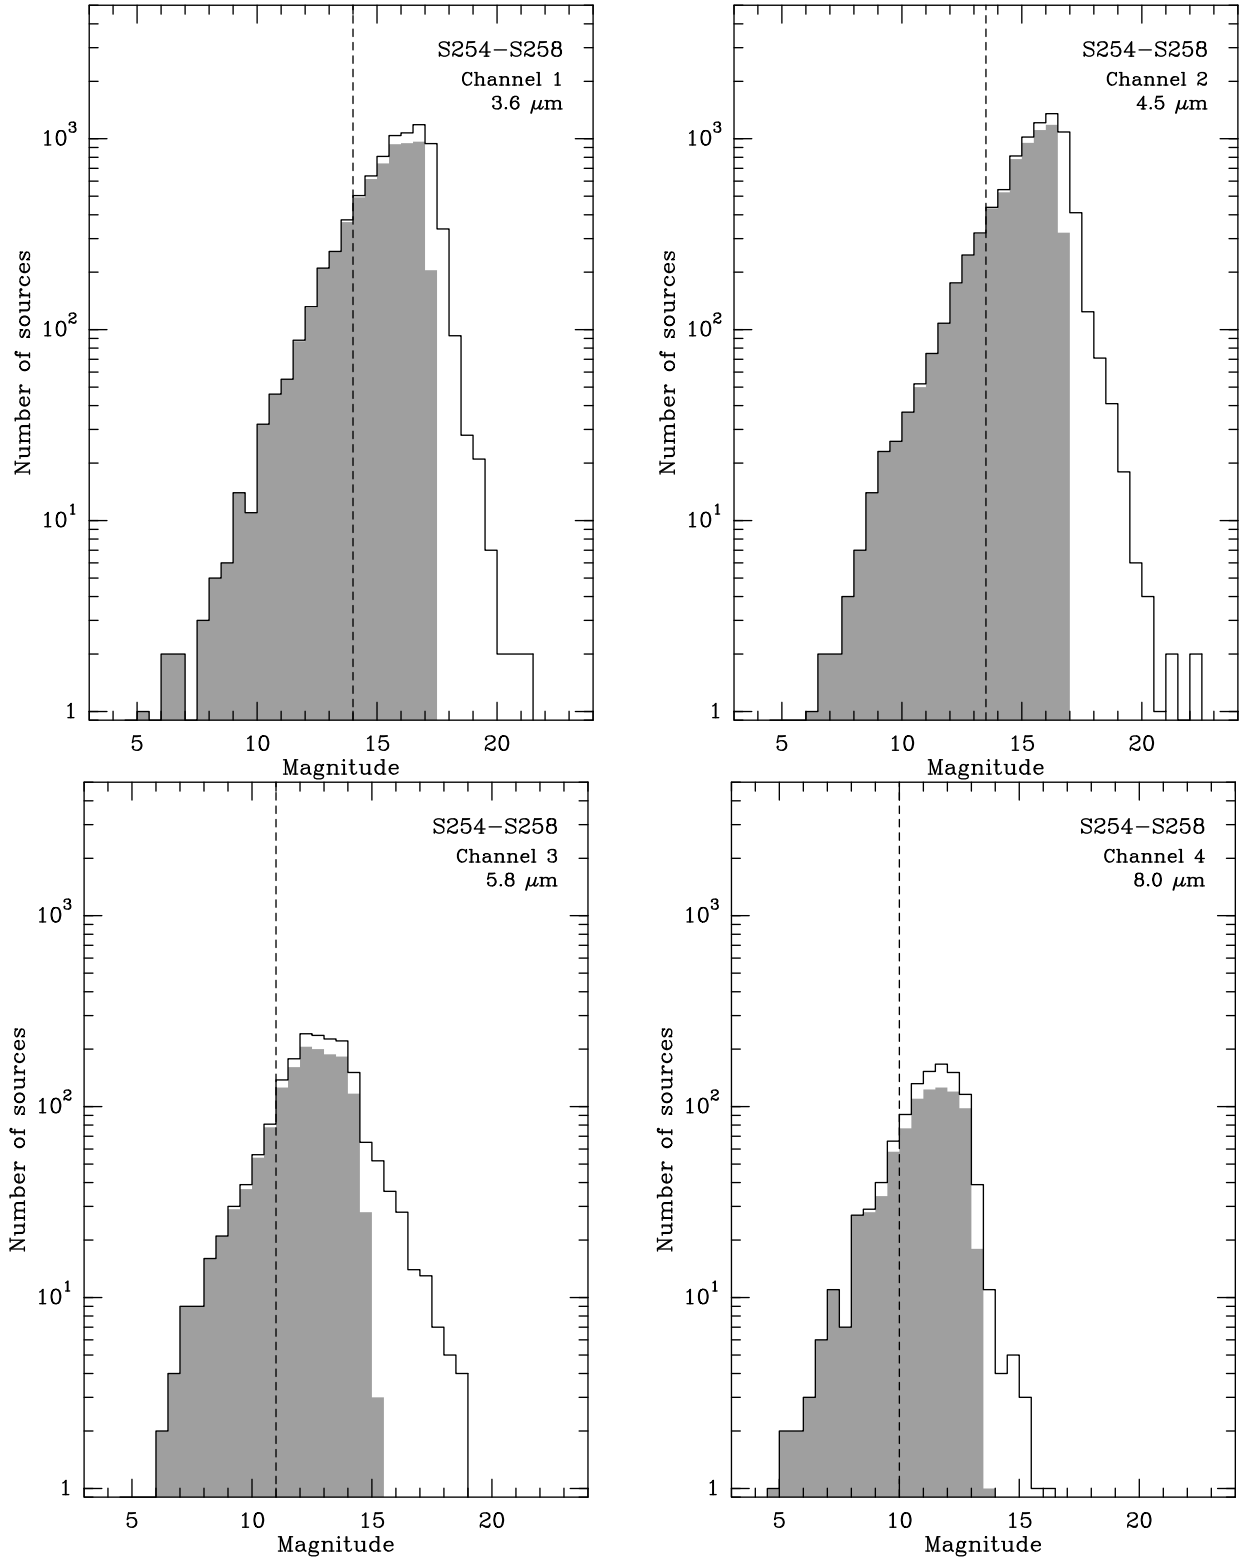 S254−S258
Channel 1
3.6 μm
Number of sources
10³
10²
10¹
1
5 10 15 20
Magnitude
S254−S258
Channel 2
4.5 μm
Number of sources
10³
10²
10¹
1
5 10 15 20
Magnitude
S254−S258
Channel 3
5.8 μm
Number of sources
10³
10²
10¹
1
5 10 15 20
Magnitude
S254−S258
Channel 4
8.0 μm
Number of sources
10³
10²
10¹
1
5 10 15 20
Magnitude